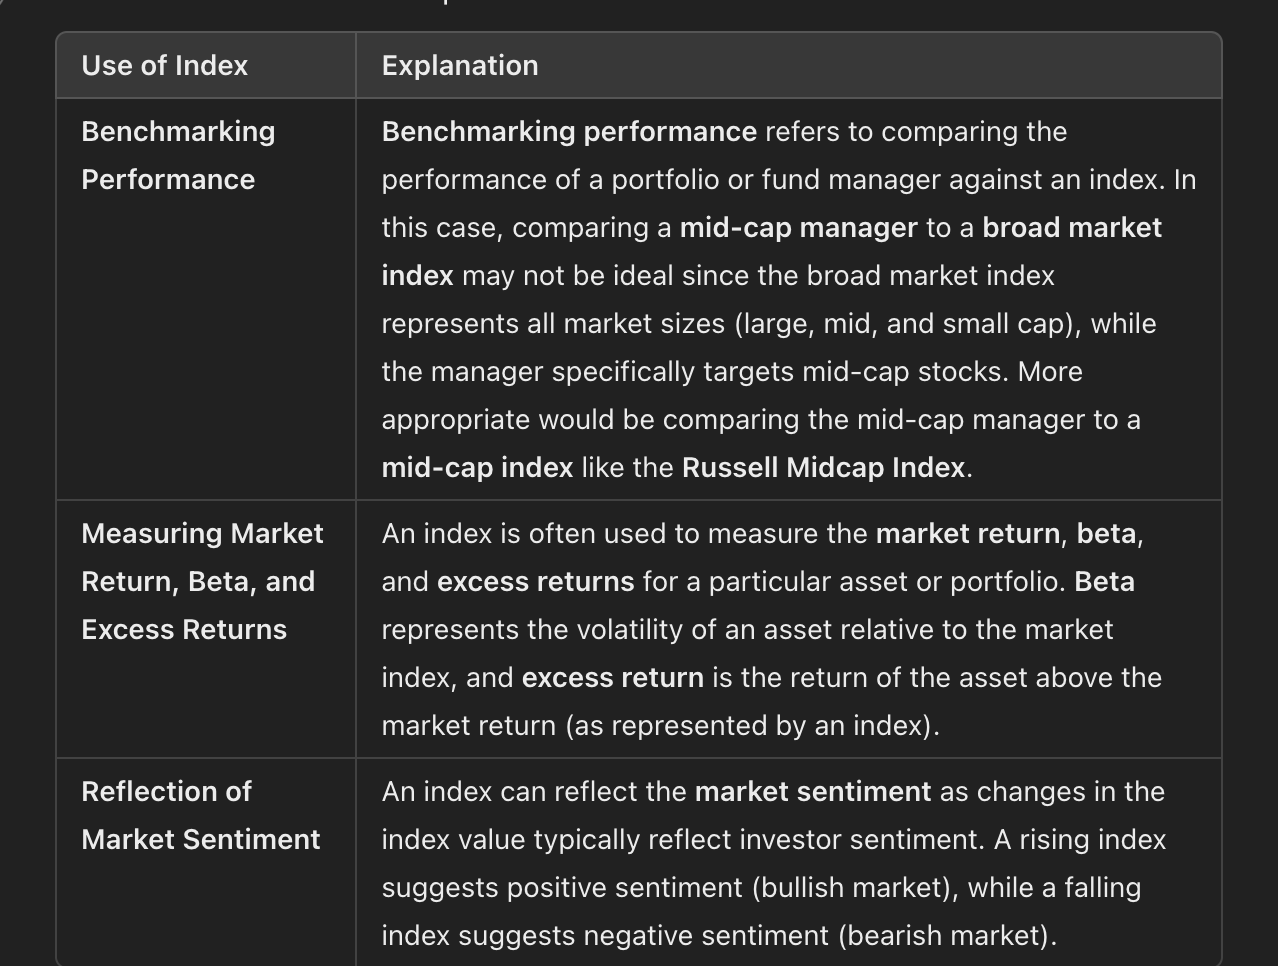 Use of Index
Explanation
Benchmarking
Performance
Benchmarking performance refers to comparing the
performance of a portfolio or fund manager against an index. In
this case, comparing a mid-cap manager to a broad market
index may not be ideal since the broad market index
represents all market sizes (large, mid, and small cap), while
the manager specifically targets mid-cap stocks. More
appropriate would be comparing the mid-cap manager to a
mid-cap index like the Russell Midcap Index.
Measuring Market
Return, Beta, and
Excess Returns
An index is often used to measure the market return, beta,
and excess returns for a particular asset or portfolio. Beta
represents the volatility of an asset relative to the market
index, and excess return is the return of the asset above the
market return (as represented by an index).
Reflection of
Market Sentiment
An index can reflect the market sentiment as changes in the
index value typically reflect investor sentiment. A rising index
suggests positive sentiment (bullish market), while a falling
index suggests negative sentiment (bearish market).